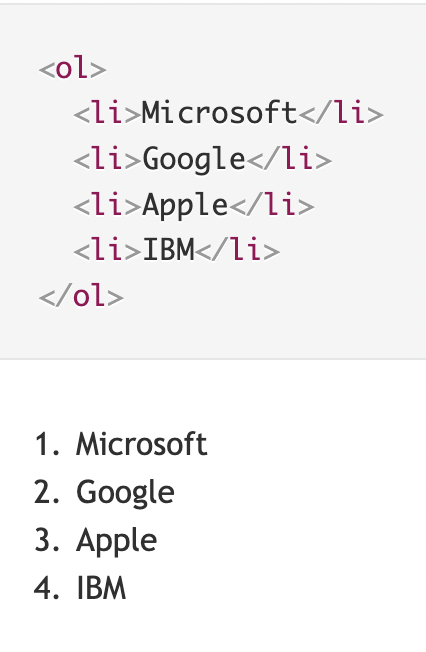 <ol>
  <li>Microsoft</li>
  <li>Google</li>
  <li>Apple</li>
  <li>IBM</li>
</ol>
1. Microsoft
2. Google
3. Apple
4. IBM